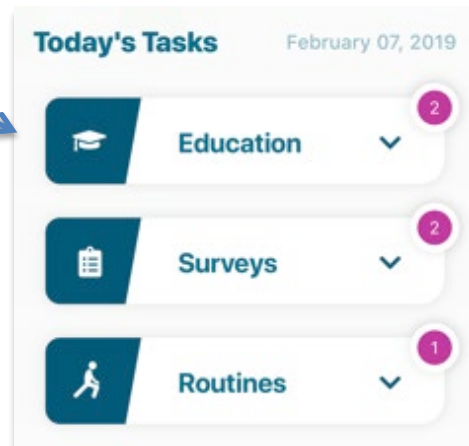 Today's Tasks February 07, 2019
2
Education
2
Surveys
1
Routines